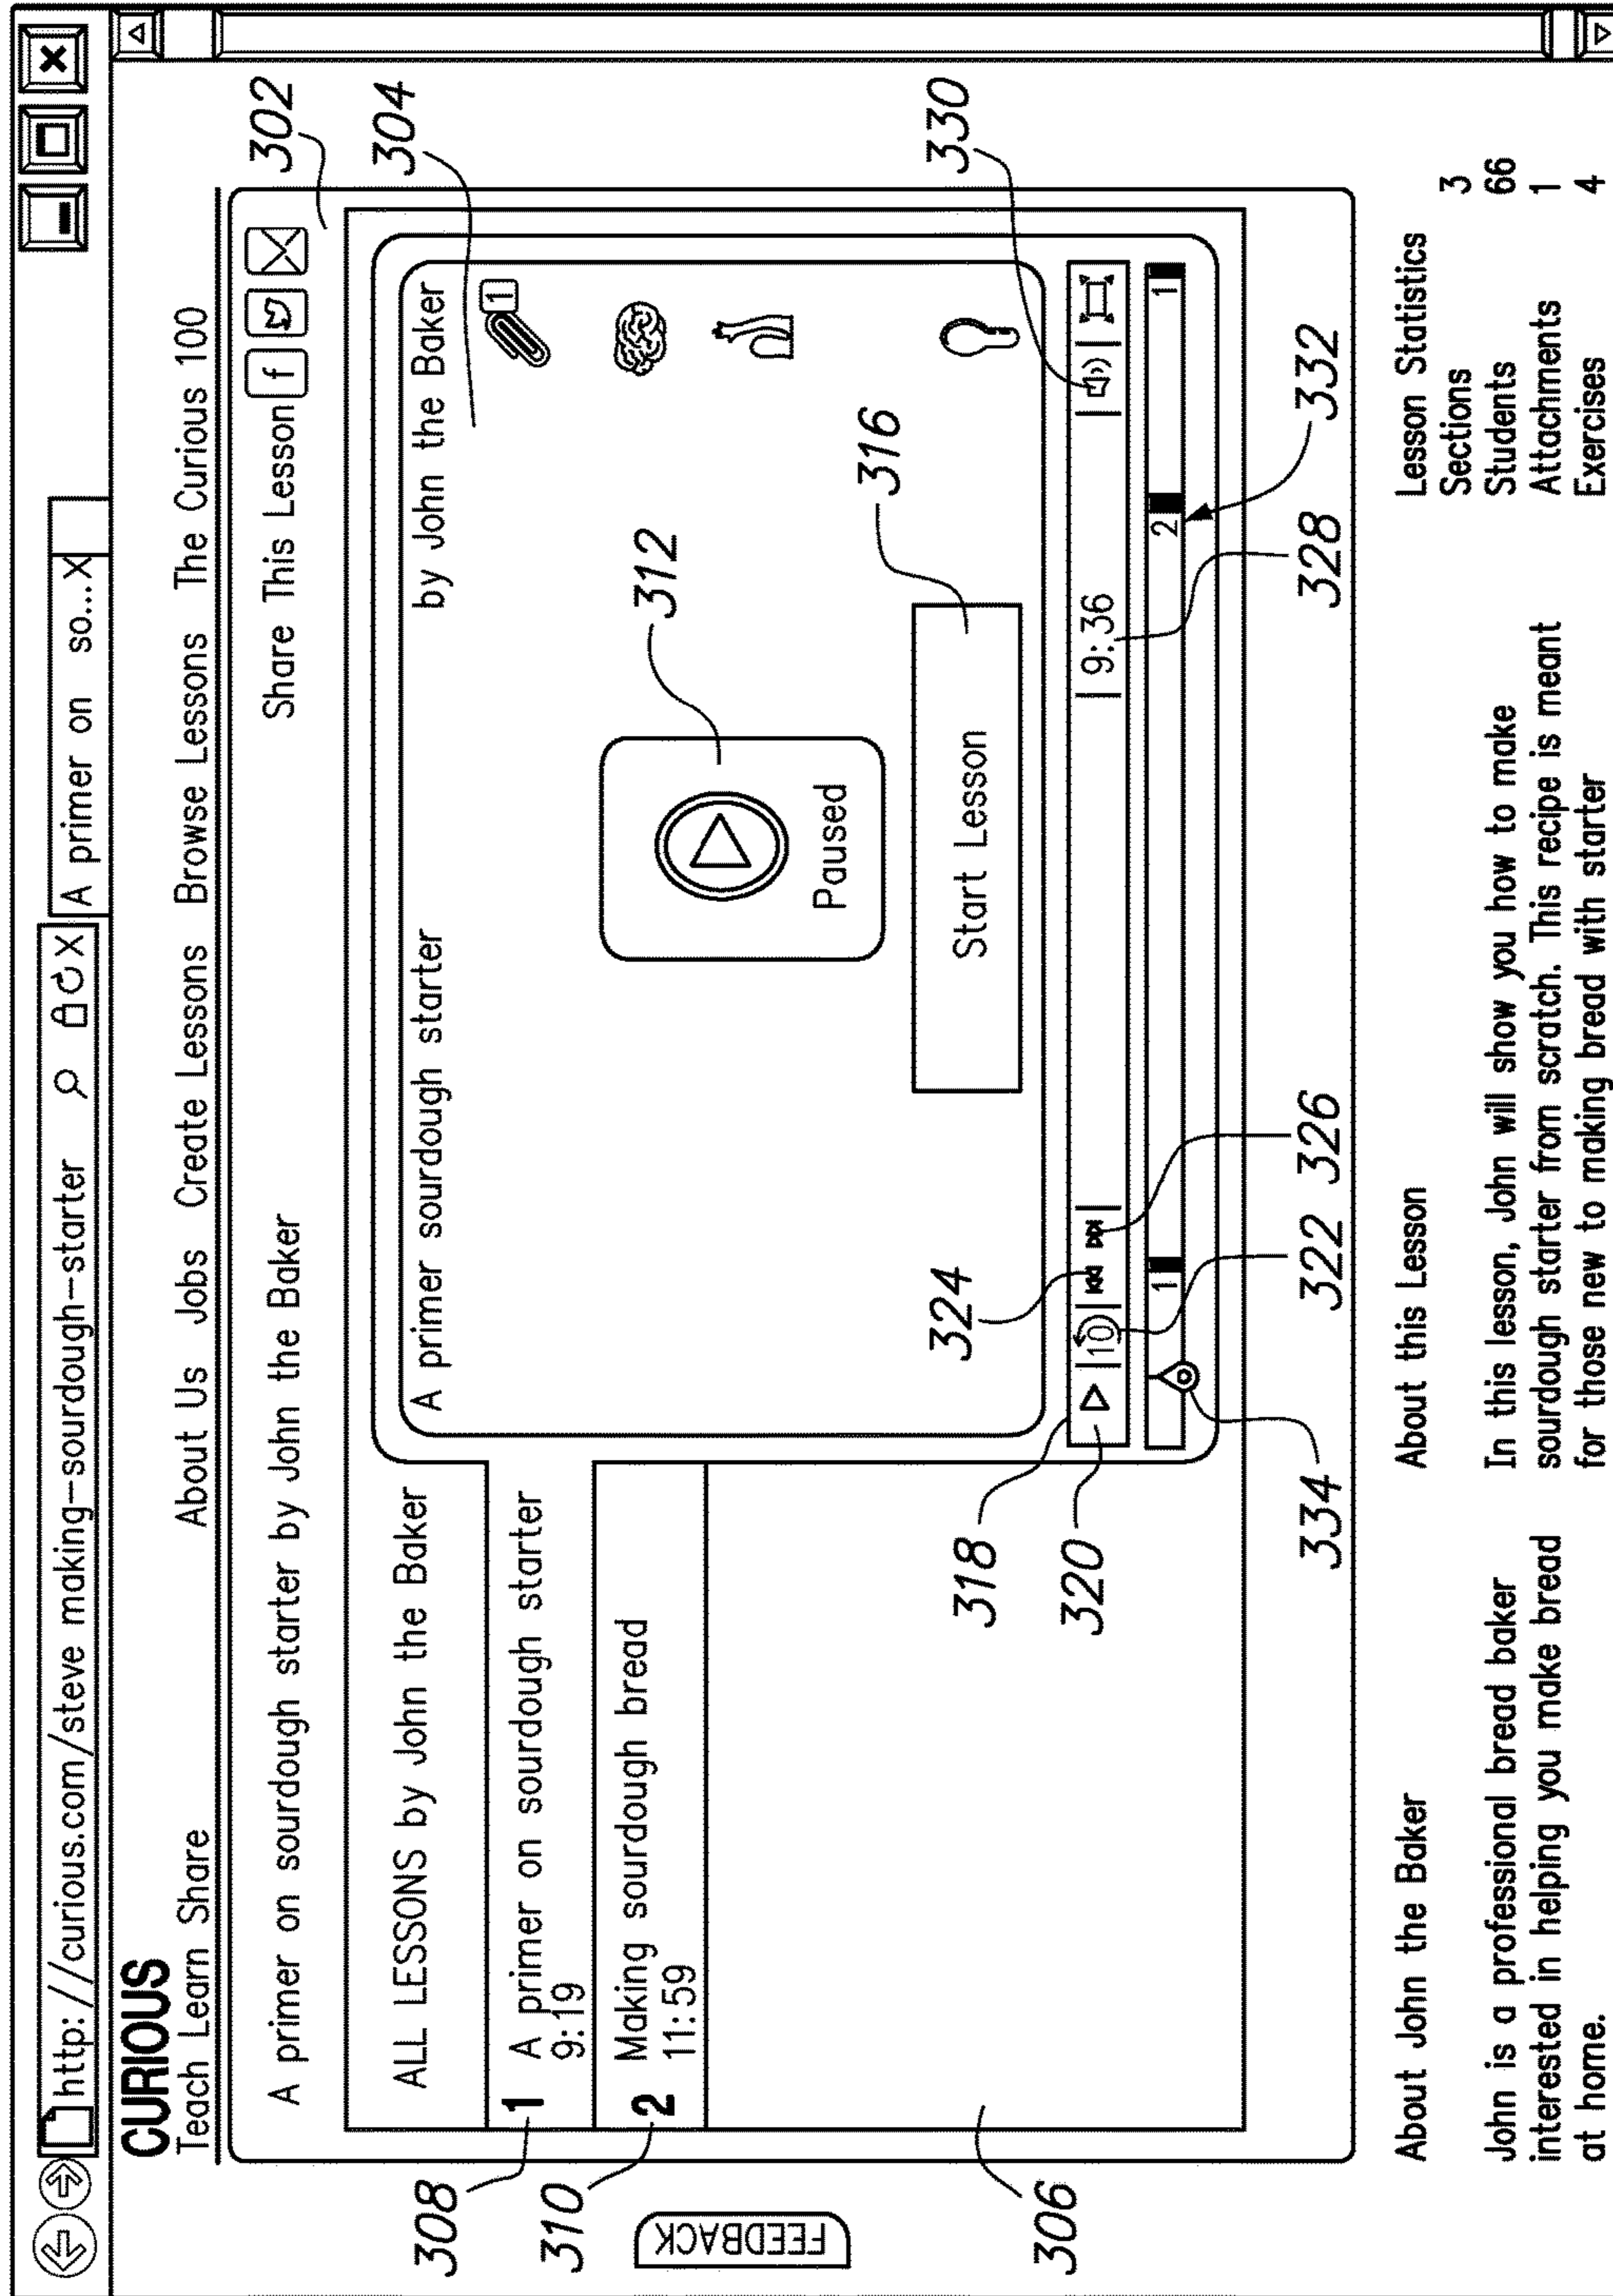 http://curious.com/steve making-sourdough-starter
A primer on so...X
CURIOUS
Teach Learn Share
About Us Jobs Create Lessons Browse Lessons The Curious 100
A primer on sourdough starter by John the Baker
Share This Lesson f
302
ALL LESSONS by John the Baker
304
A primer sourdough starter
by John the Baker
308
1 A primer on sourdough starter
9:19
1
310
2 Making sourdough bread
11:59
FEEDBACK
312
Paused
316
Start Lesson
306
318
320
324
330
10
9:36
1
2
1
334
322 326
328
332
About John the Baker
John is a professional bread baker
interested in helping you make bread
at home.
About this Lesson
In this lesson, John will show you how to make
sourdough starter from scratch. This recipe is meant
for those new to making bread with starter
Lesson Statistics
Sections 3
Students 66
Attachments 1
Exercises 4